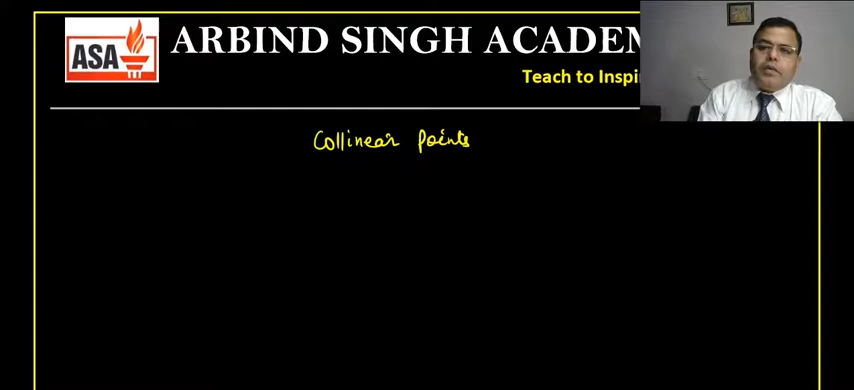 ASA ARBIND SINGH ACADEM
Teach to Inspi
Collinear Points